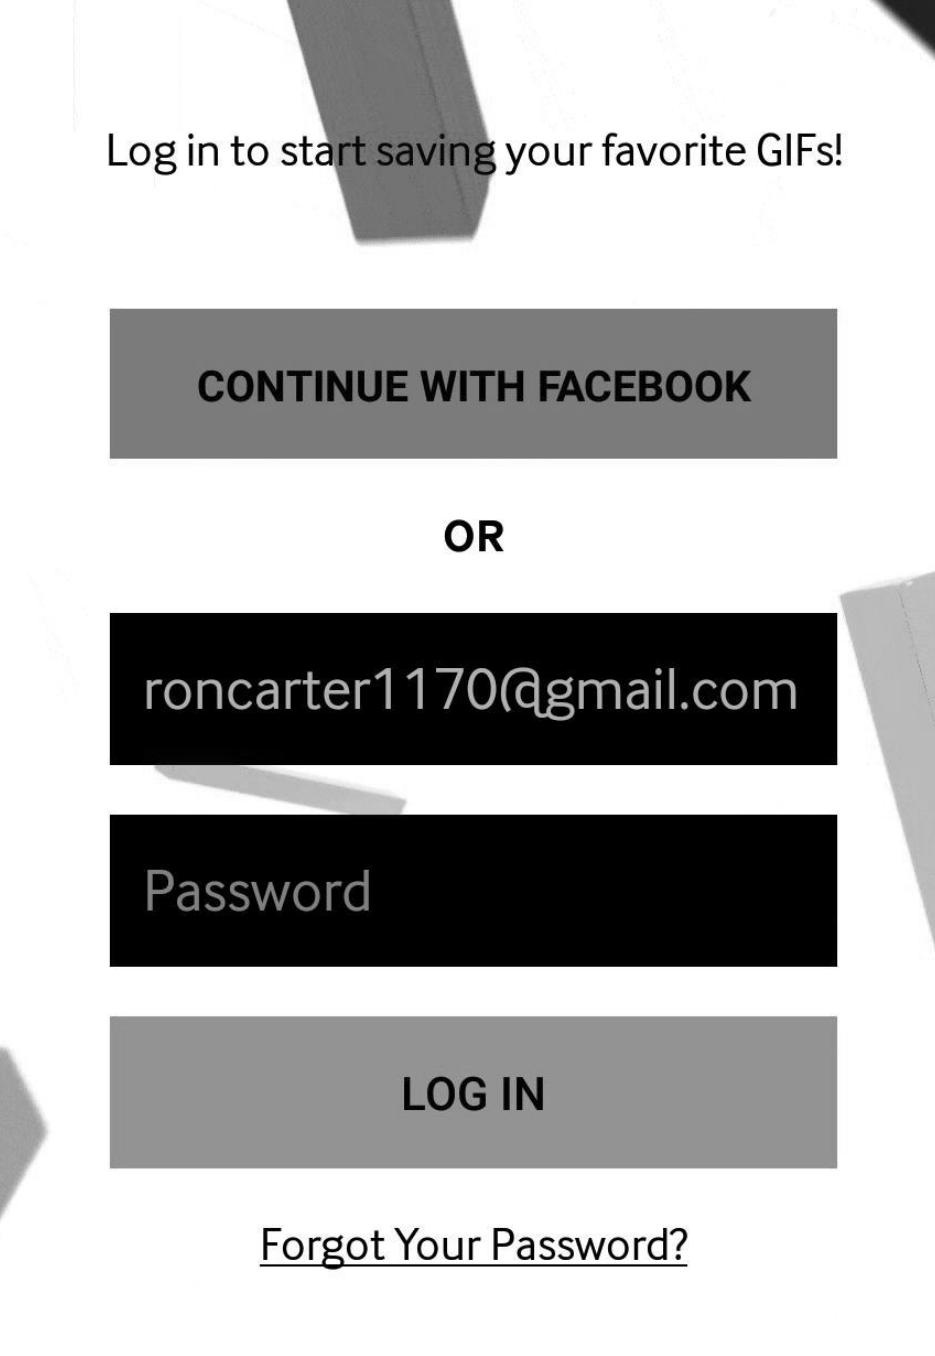 Log in to start saving your favorite GIFs!
CONTINUE WITH FACEBOOK
OR
roncarter1170@gmail.com
Password
LOG IN
Forgot Your Password?